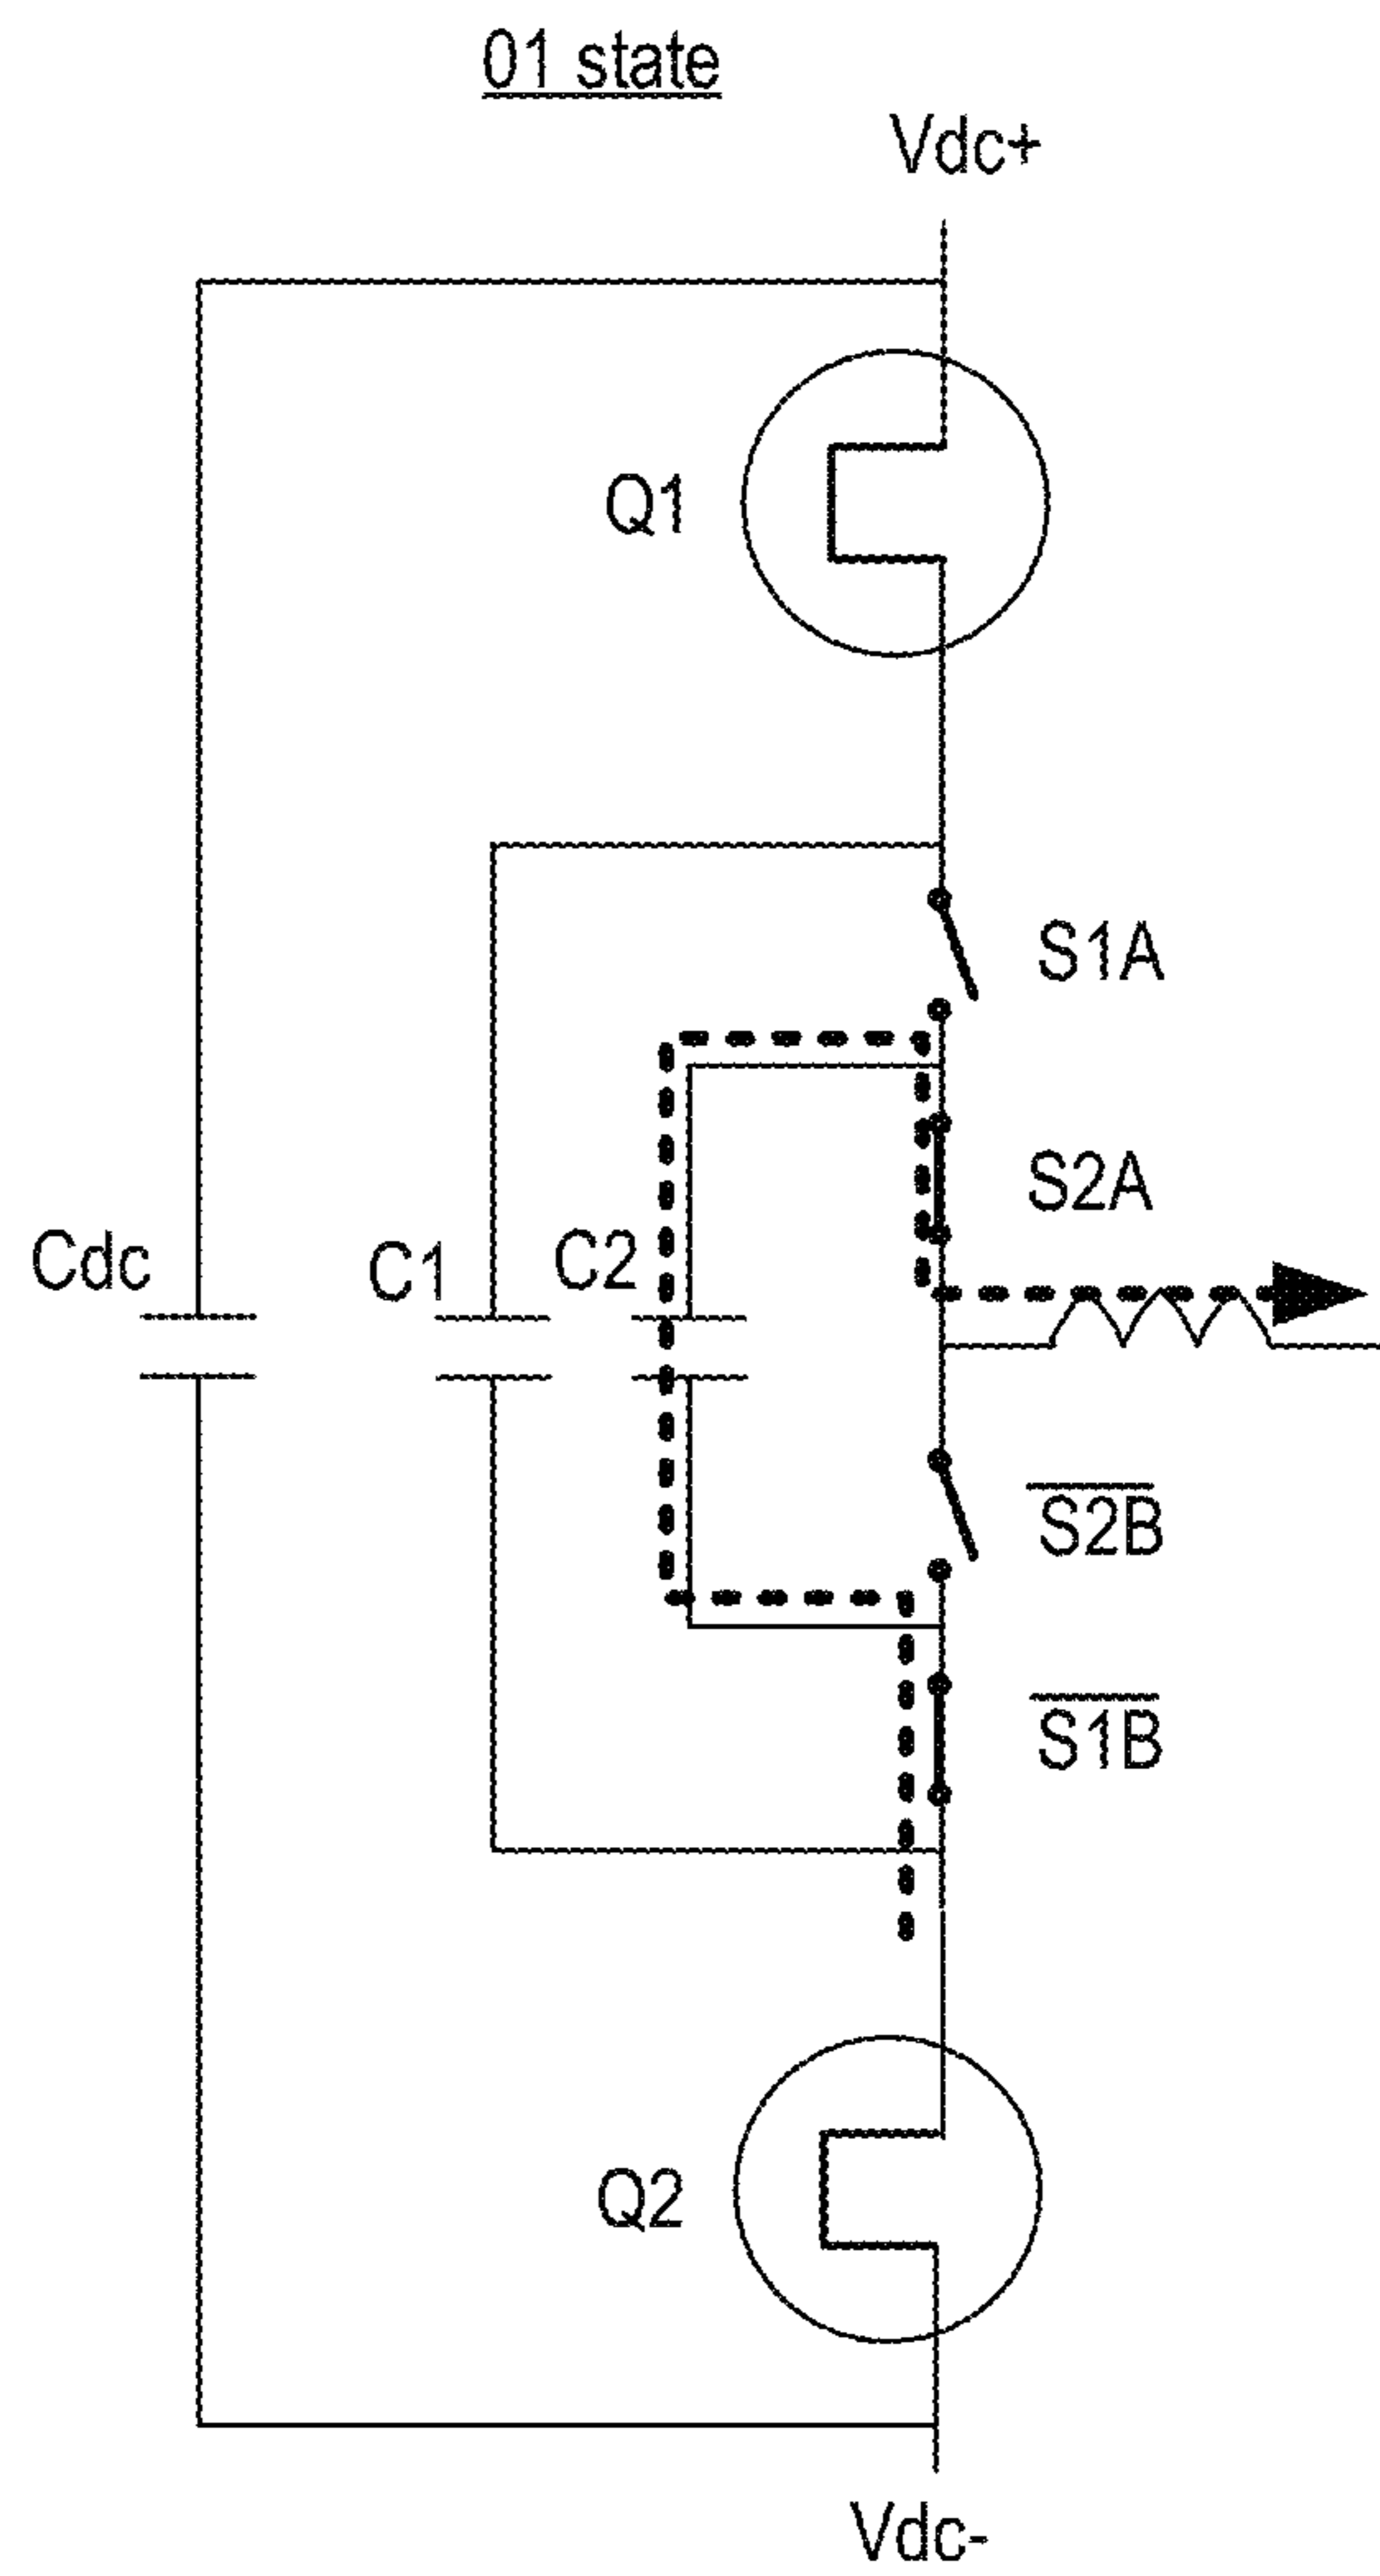 01 state
Vdc+
Q1
S1A
S2A
Cdc
C1
C2
S2B
S1B
Q2
Vdc-